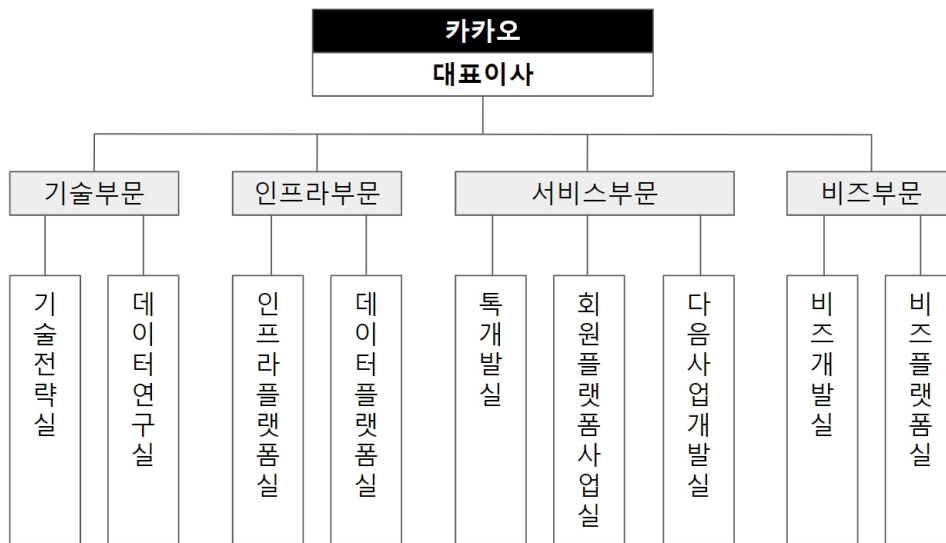 카카오
대표이사
기술부문
인프라부문
서비스부문
비즈부문
기술전략실
데이터연구실
인프라플랫폼실
데이터플랫폼실
톡개발실
회원플랫폼사업실
다음사업개발실
비즈개발실
비즈플랫폼실